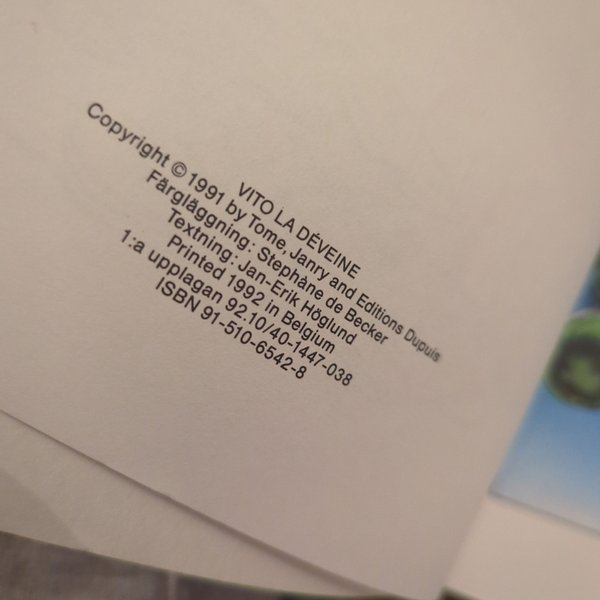 VITO LA DÉVEINE
Copyright © 1991 by Tome, Janry and Editions Dupuis
Färgläggning: Stephàne de Becker
Textning: Jan-Erik Höglund
Printed 1992 in Belgium
1:a upplagan 92.10/40-1447-038
ISBN 91-510-6542-8